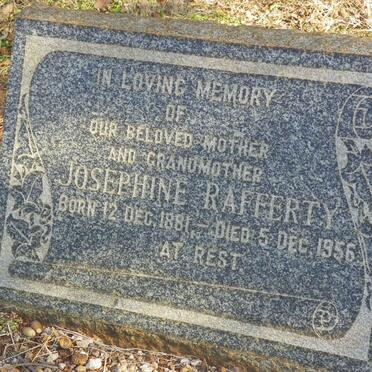 IN LOVING MEMORY
OF
OUR BELOVED MOTHER
AND GRANDMOTHER
JOSEPHINE RAFFERTY
BORN 12 DEC. 1881, — DIED 5 DEC. 1956
AT REST